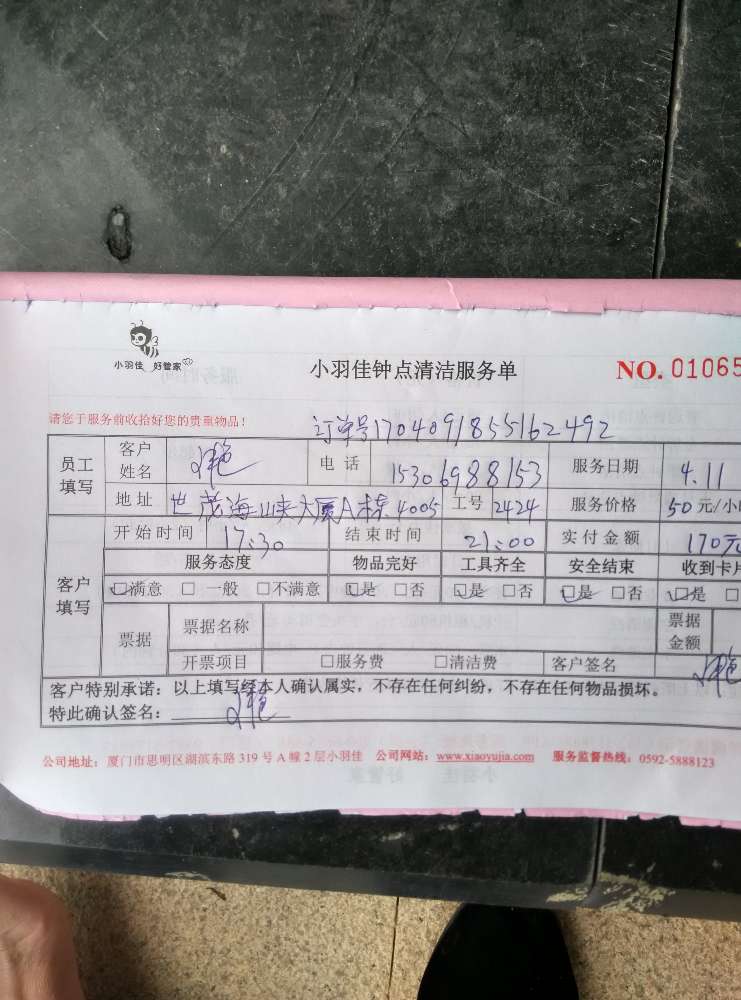 小羽佳 好管家
小羽佳钟点清洁服务单
NO. 01065
请您于服务前收拾好您的贵重物品！
订单号1704091855162492
员工填写 客户姓名 电话 15306988153 服务日期 4.11
地址 世茂海峡大厦A栋4005 工号 2424 服务价格 50元/小
客户填写 开始时间 17:30 结束时间 21:00 实付金额 170元
服务态度 物品完好 工具齐全 安全结束 收到卡片
☑满意 □一般 □不满意 ☑是 □否 ☑是 □否 ☑是 □否 ☑是 □
票据 票据名称 票据金额
开票项目 □服务费 □清洁费 客户签名
客户特别承诺：以上填写经本人确认属实，不存在任何纠纷，不存在任何物品损坏。
特此确认签名：
公司地址：厦门市思明区湖滨东路 319 号 A 幢 2 层小羽佳 公司网站：www.xiaoyujia.com 服务监督热线：0592-5888123